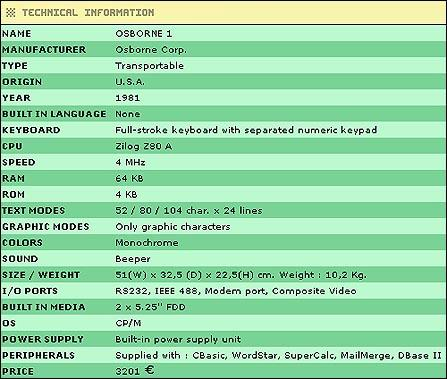 TECHNICAL INFORMATION
NAME OSBORNE 1
MANUFACTURER Osborne Corp.
TYPE Transportable
ORIGIN U.S.A.
YEAR 1981
BUILT IN LANGUAGE None
KEYBOARD Full-stroke keyboard with separated numeric keypad
CPU Zilog Z80 A
SPEED 4 MHz
RAM 64 KB
ROM 4 KB
TEXT MODES 52 / 80 / 104 char. x 24 lines
GRAPHIC MODES Only graphic characters
COLORS Monochrome
SOUND Beeper
SIZE / WEIGHT 51(W) x 32,5 (D) x 22,5(H) cm. Weight : 10,2 Kg.
I/O PORTS RS232, IEEE 488, Modem port, Composite Video
BUILT IN MEDIA 2 x 5.25" FDD
OS CP/M
POWER SUPPLY Built-in power supply unit
PERIPHERALS Supplied with : CBasic, WordStar, SuperCalc, MailMerge, DBase II
PRICE 3201 €